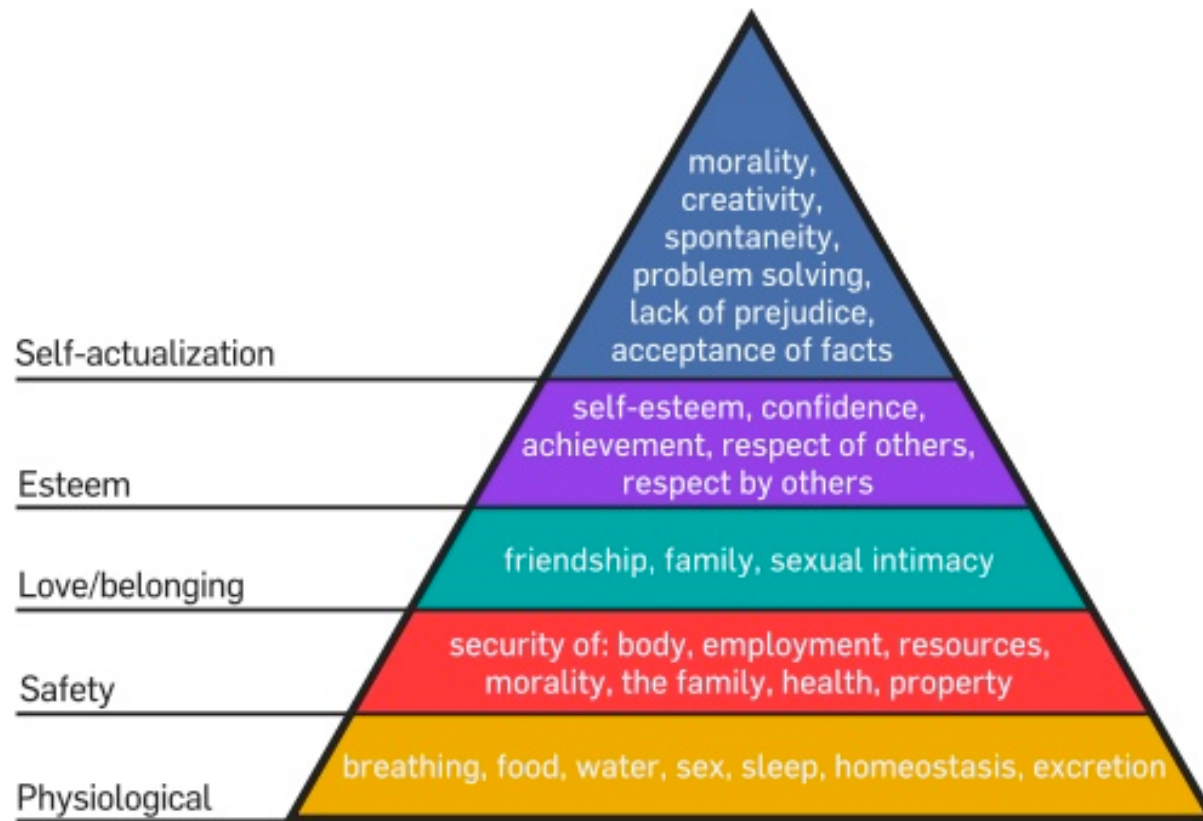 morality,
creativity,
spontaneity,
problem solving,
lack of prejudice,
acceptance of facts
Self-actualization
self-esteem, confidence,
achievement, respect of others,
respect by others
Esteem
friendship, family, sexual intimacy
Love/belonging
security of: body, employment, resources,
morality, the family, health, property
Safety
breathing, food, water, sex, sleep, homeostasis, excretion
Physiological